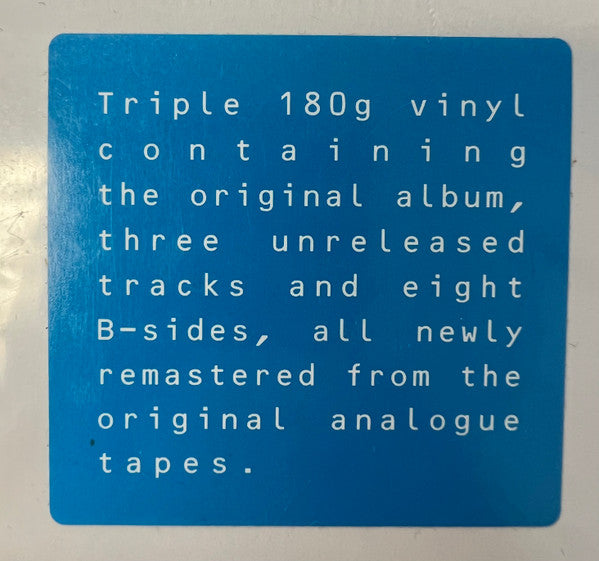 Triple 180g vinyl
containing
the original album,
three unreleased
tracks and eight
B-sides, all newly
remastered from the
original analogue
tapes.